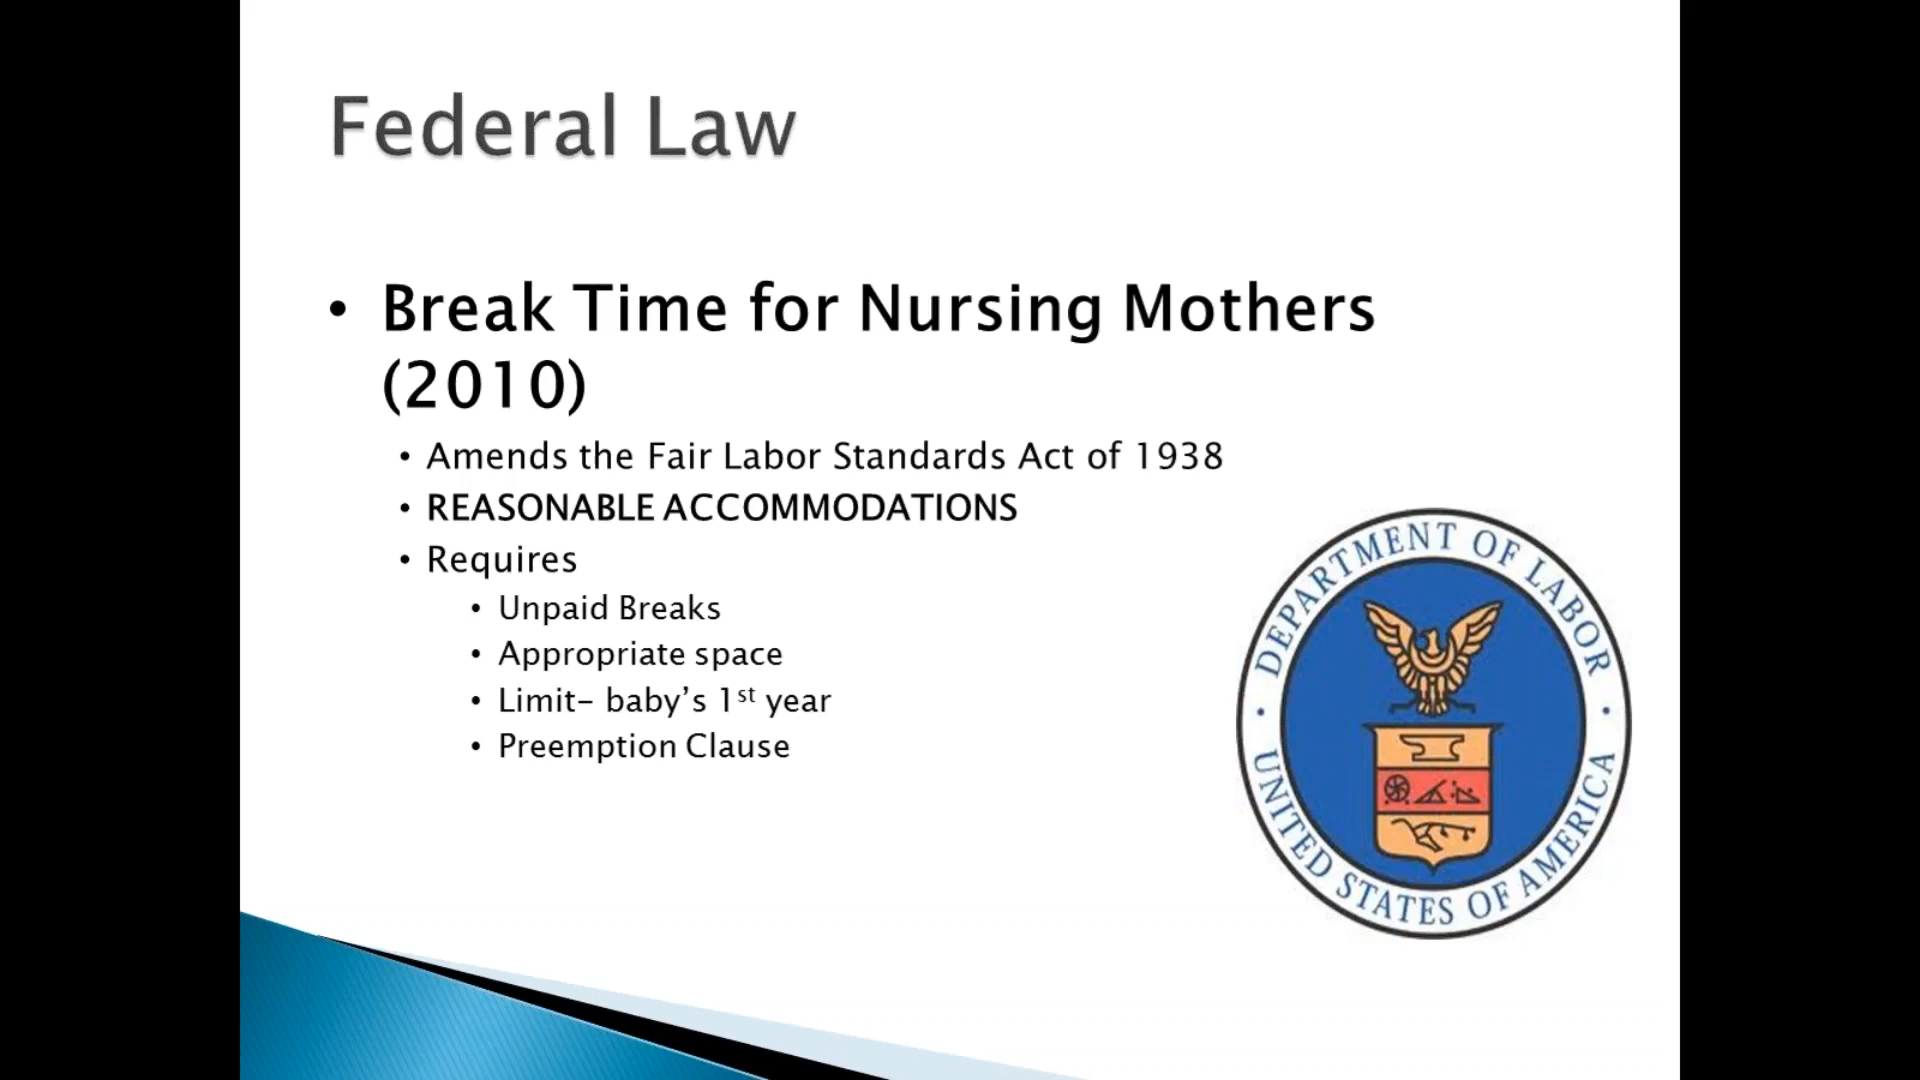 Federal Law
• Break Time for Nursing Mothers
(2010)
• Amends the Fair Labor Standards Act of 1938
• REASONABLE ACCOMMODATIONS
• Requires
• Unpaid Breaks
• Appropriate space
• Limit– baby’s 1st year
• Preemption Clause
DEPARTMENT OF LABOR
UNITED STATES OF AMERICA